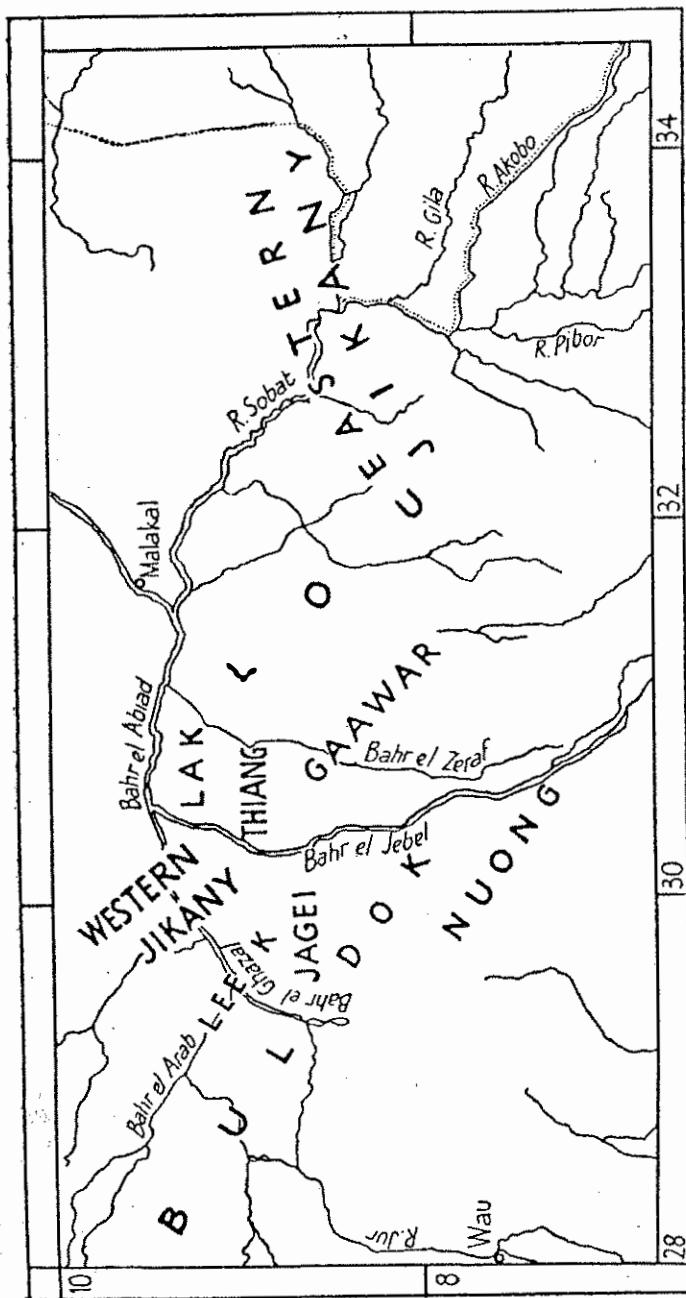 10
8
28
30
32
34
BUL
LEEK
WESTERN
JIKÄNY
JAGEI
DOK
NUONG
LAK
THIANG
GAAWAR
LOU
EASTERN
JIKANY
Bahr el Arab
Bahr el
Ghazal
R. Jur
Wau
Bahr el Jebel
Bahr el Zeraf
Bahr el Abiad
Malakal
R. Sobat
R. Gila
R. Akobo
R. Pibor